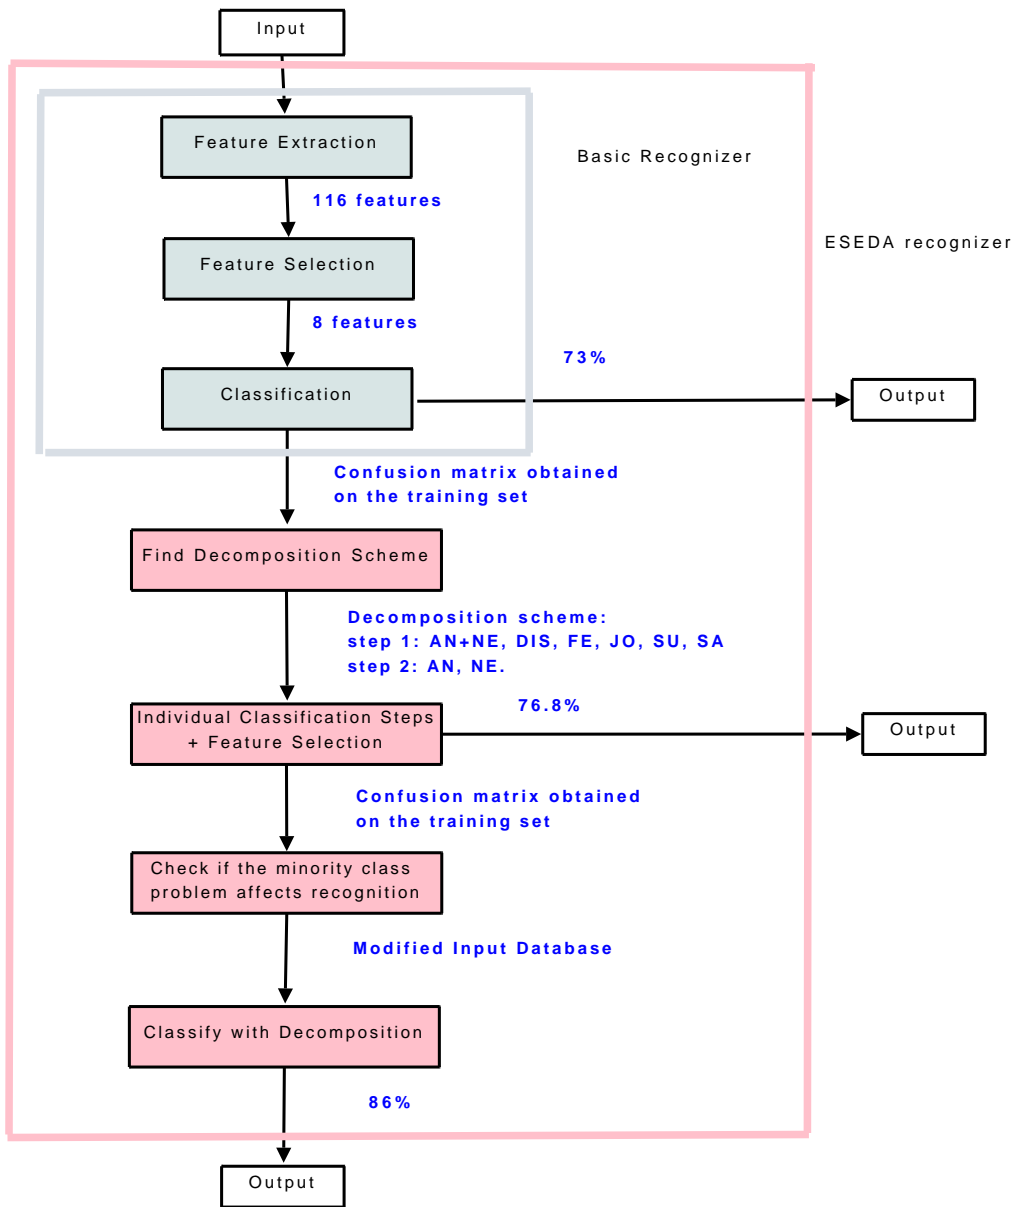 Input
Feature Extraction
Basic Recognizer
116 features
ESEDA recognizer
Feature Selection
8 features
73%
Classification
Output
Confusion matrix obtained
on the training set
Find Decomposition Scheme
Decomposition scheme:
step 1: AN+NE, DIS, FE, JO, SU, SA
step 2: AN, NE.
76.8%
Individual Classification Steps
+ Feature Selection
Output
Confusion matrix obtained
on the training set
Check if the minority class
problem affects recognition
Modified Input Database
Classify with Decomposition
86%
Output